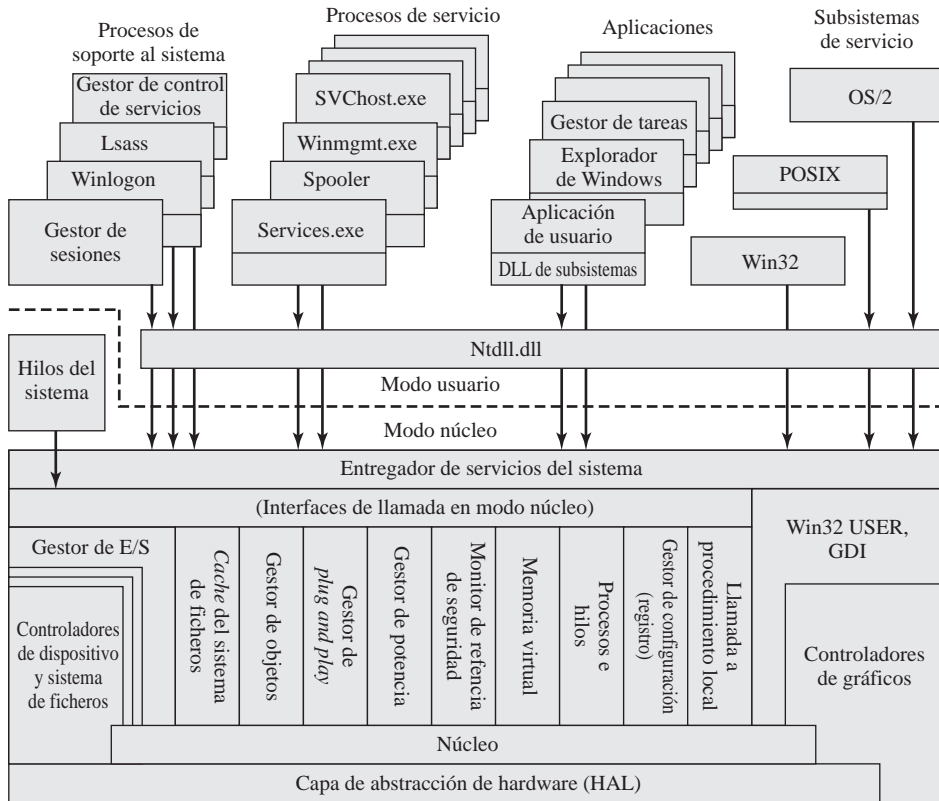 Procesos de
soporte al sistema
Procesos de servicio
Aplicaciones
Subsistemas
de servicio
Gestor de control
de servicios
Lsass
Winlogon
Gestor de
sesiones
SVChost.exe
Winmgmt.exe
Spooler
Services.exe
Gestor de tareas
Explorador
de Windows
Aplicación
de usuario
DLL de subsistemas
OS/2
POSIX
Win32
Hilos del
sistema
Ntdll.dll
Modo usuario
Modo núcleo
Entregador de servicios del sistema
(Interfaces de llamada en modo núcleo)
Gestor de E/S
Controladores
de dispositivo
y sistema
de ficheros
Cache del sistema
de ficheros
Gestor de objetos
Gestor de
plug and play
Gestor de potencia
Monitor de refencia
de seguridad
Memoria virtual
Procesos e
hilos
Gestor de configuración
(registro)
Llamada a
procedimiento local
Win32 USER,
GDI
Controladores
de gráficos
Núcleo
Capa de abstracción de hardware (HAL)